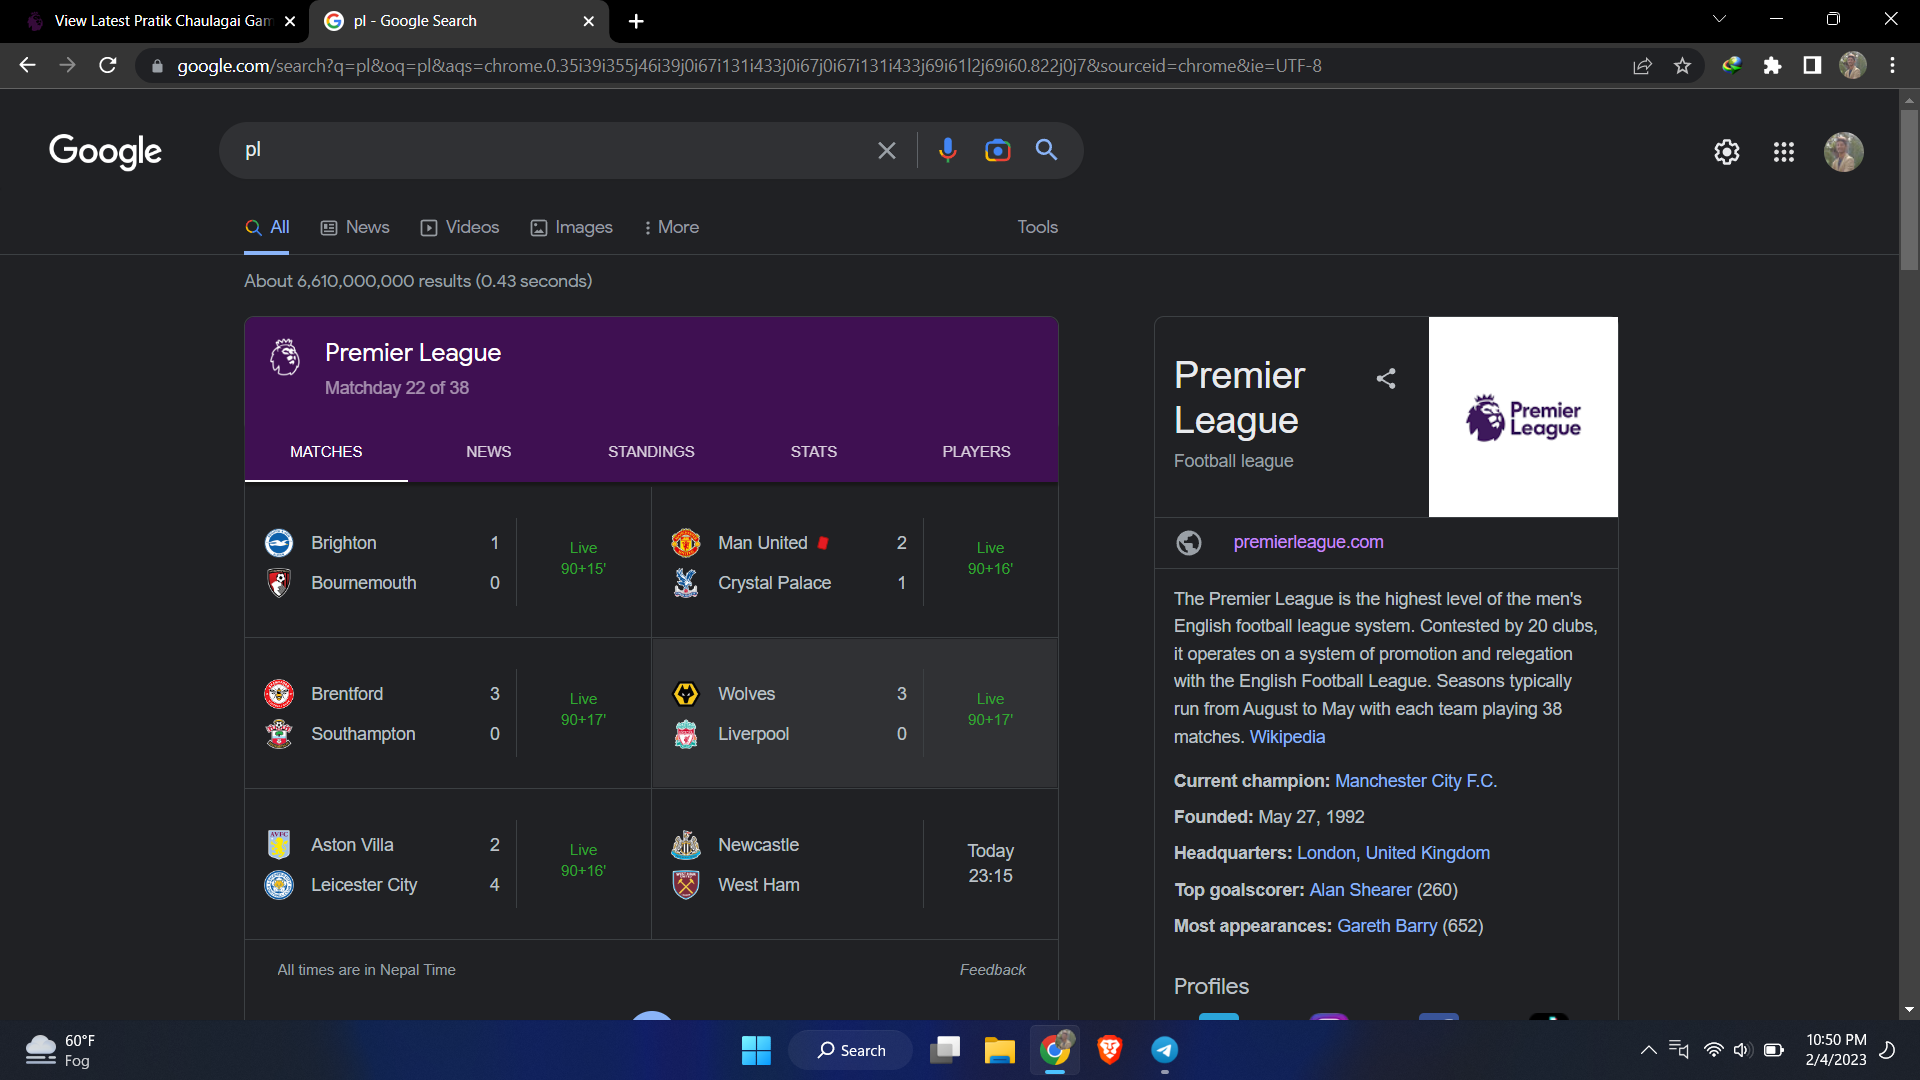 View Latest Pratik Chaulagai Gam
pl - Google Search
google.com/search?q=pl&oq=pl&aqs=chrome.0.35i39i355j46i39j0i67i131i433j0i67j0i67i131i433j69i61l2j69i60.822j0j7&sourceid=chrome&ie=UTF-8
Google
pl
All
News
Videos
Images
More
Tools
About 6,610,000,000 results (0.43 seconds)
Premier League
Matchday 22 of 38
MATCHES
NEWS
STANDINGS
STATS
PLAYERS
Brighton 1
Bournemouth 0
Live
90+15'
Man United 2
Crystal Palace 1
Live
90+16'
Brentford 3
Southampton 0
Live
90+17'
Wolves 3
Liverpool 0
Live
90+17'
Aston Villa 2
Leicester City 4
Live
90+16'
Newcastle
West Ham
Today
23:15
All times are in Nepal Time
Feedback
Premier
League
Football league
Premier
League
premierleague.com
The Premier League is the highest level of the men's
English football league system. Contested by 20 clubs,
it operates on a system of promotion and relegation
with the English Football League. Seasons typically
run from August to May with each team playing 38
matches. Wikipedia
Current champion: Manchester City F.C.
Founded: May 27, 1992
Headquarters: London, United Kingdom
Top goalscorer: Alan Shearer (260)
Most appearances: Gareth Barry (652)
Profiles
60°F
Fog
Search
10:50 PM
2/4/2023